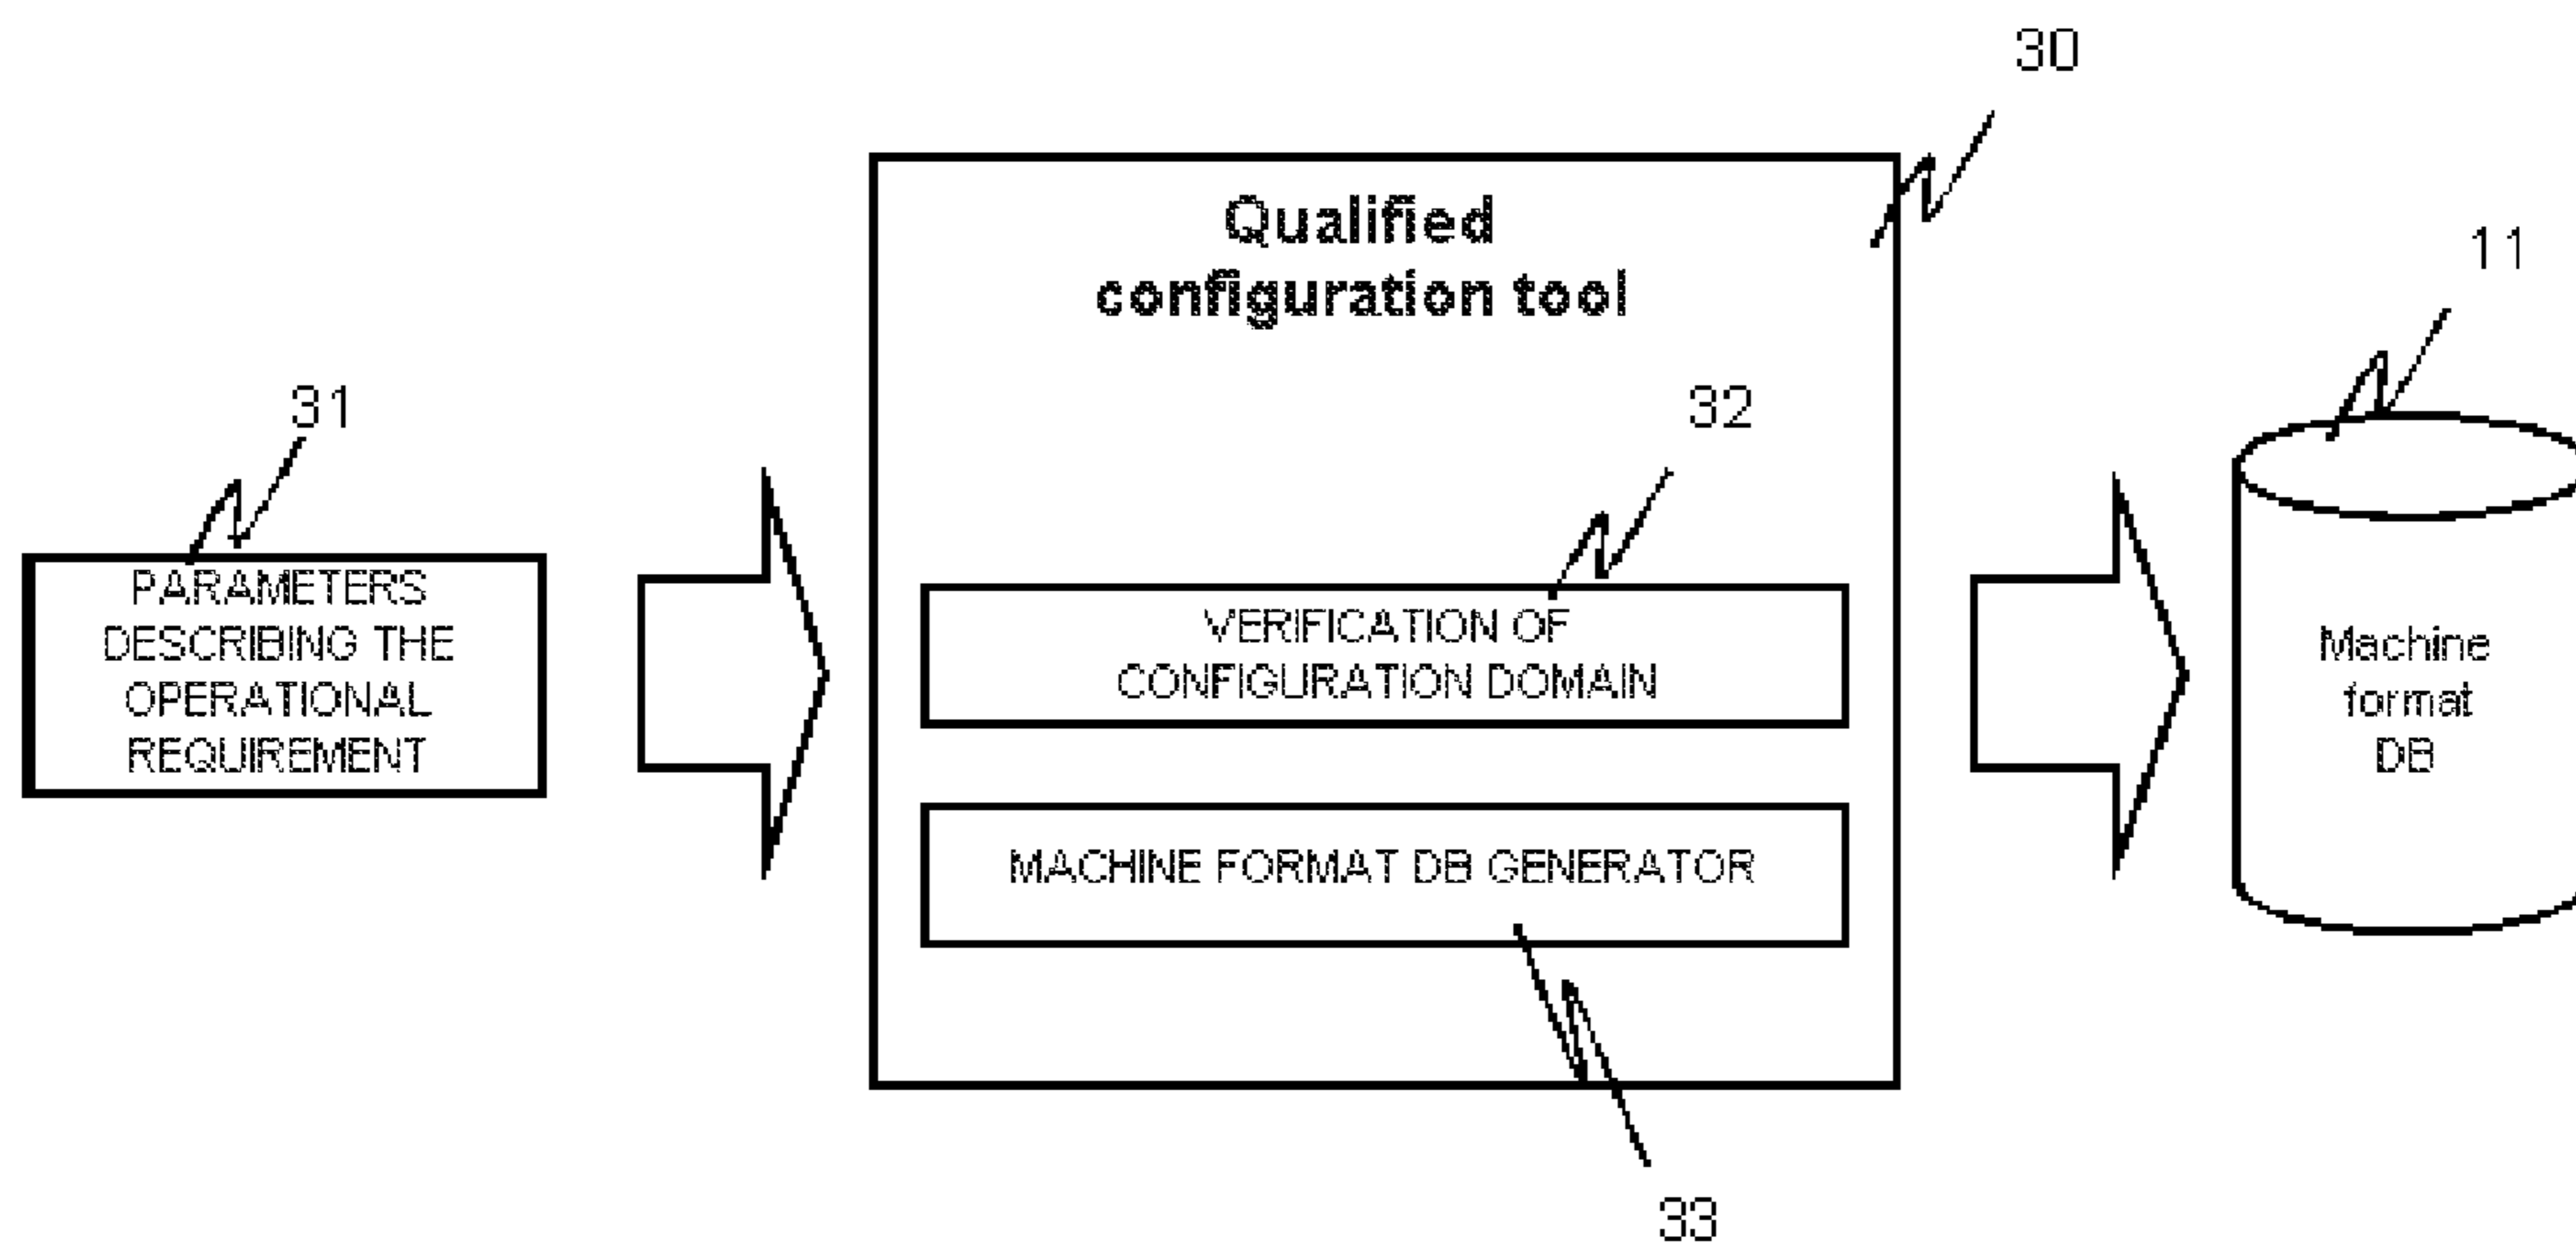 30
Qualified
configuration tool
11
31
32
PARAMETERS
DESCRIBING THE
OPERATIONAL
REQUIREMENT
VERIFICATION OF
CONFIGURATION DOMAIN
Machine
format
DB
MACHINE FORMAT DB GENERATOR
33